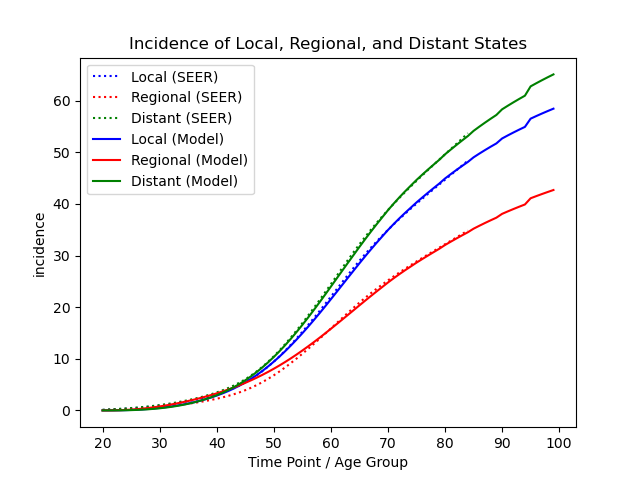 Incidence of Local, Regional, and Distant States
Local (SEER)
Regional (SEER)
Distant (SEER)
Local (Model)
Regional (Model)
Distant (Model)
incidence
60
50
40
30
20
10
0
20 30 40 50 60 70 80 90 100
Time Point / Age Group